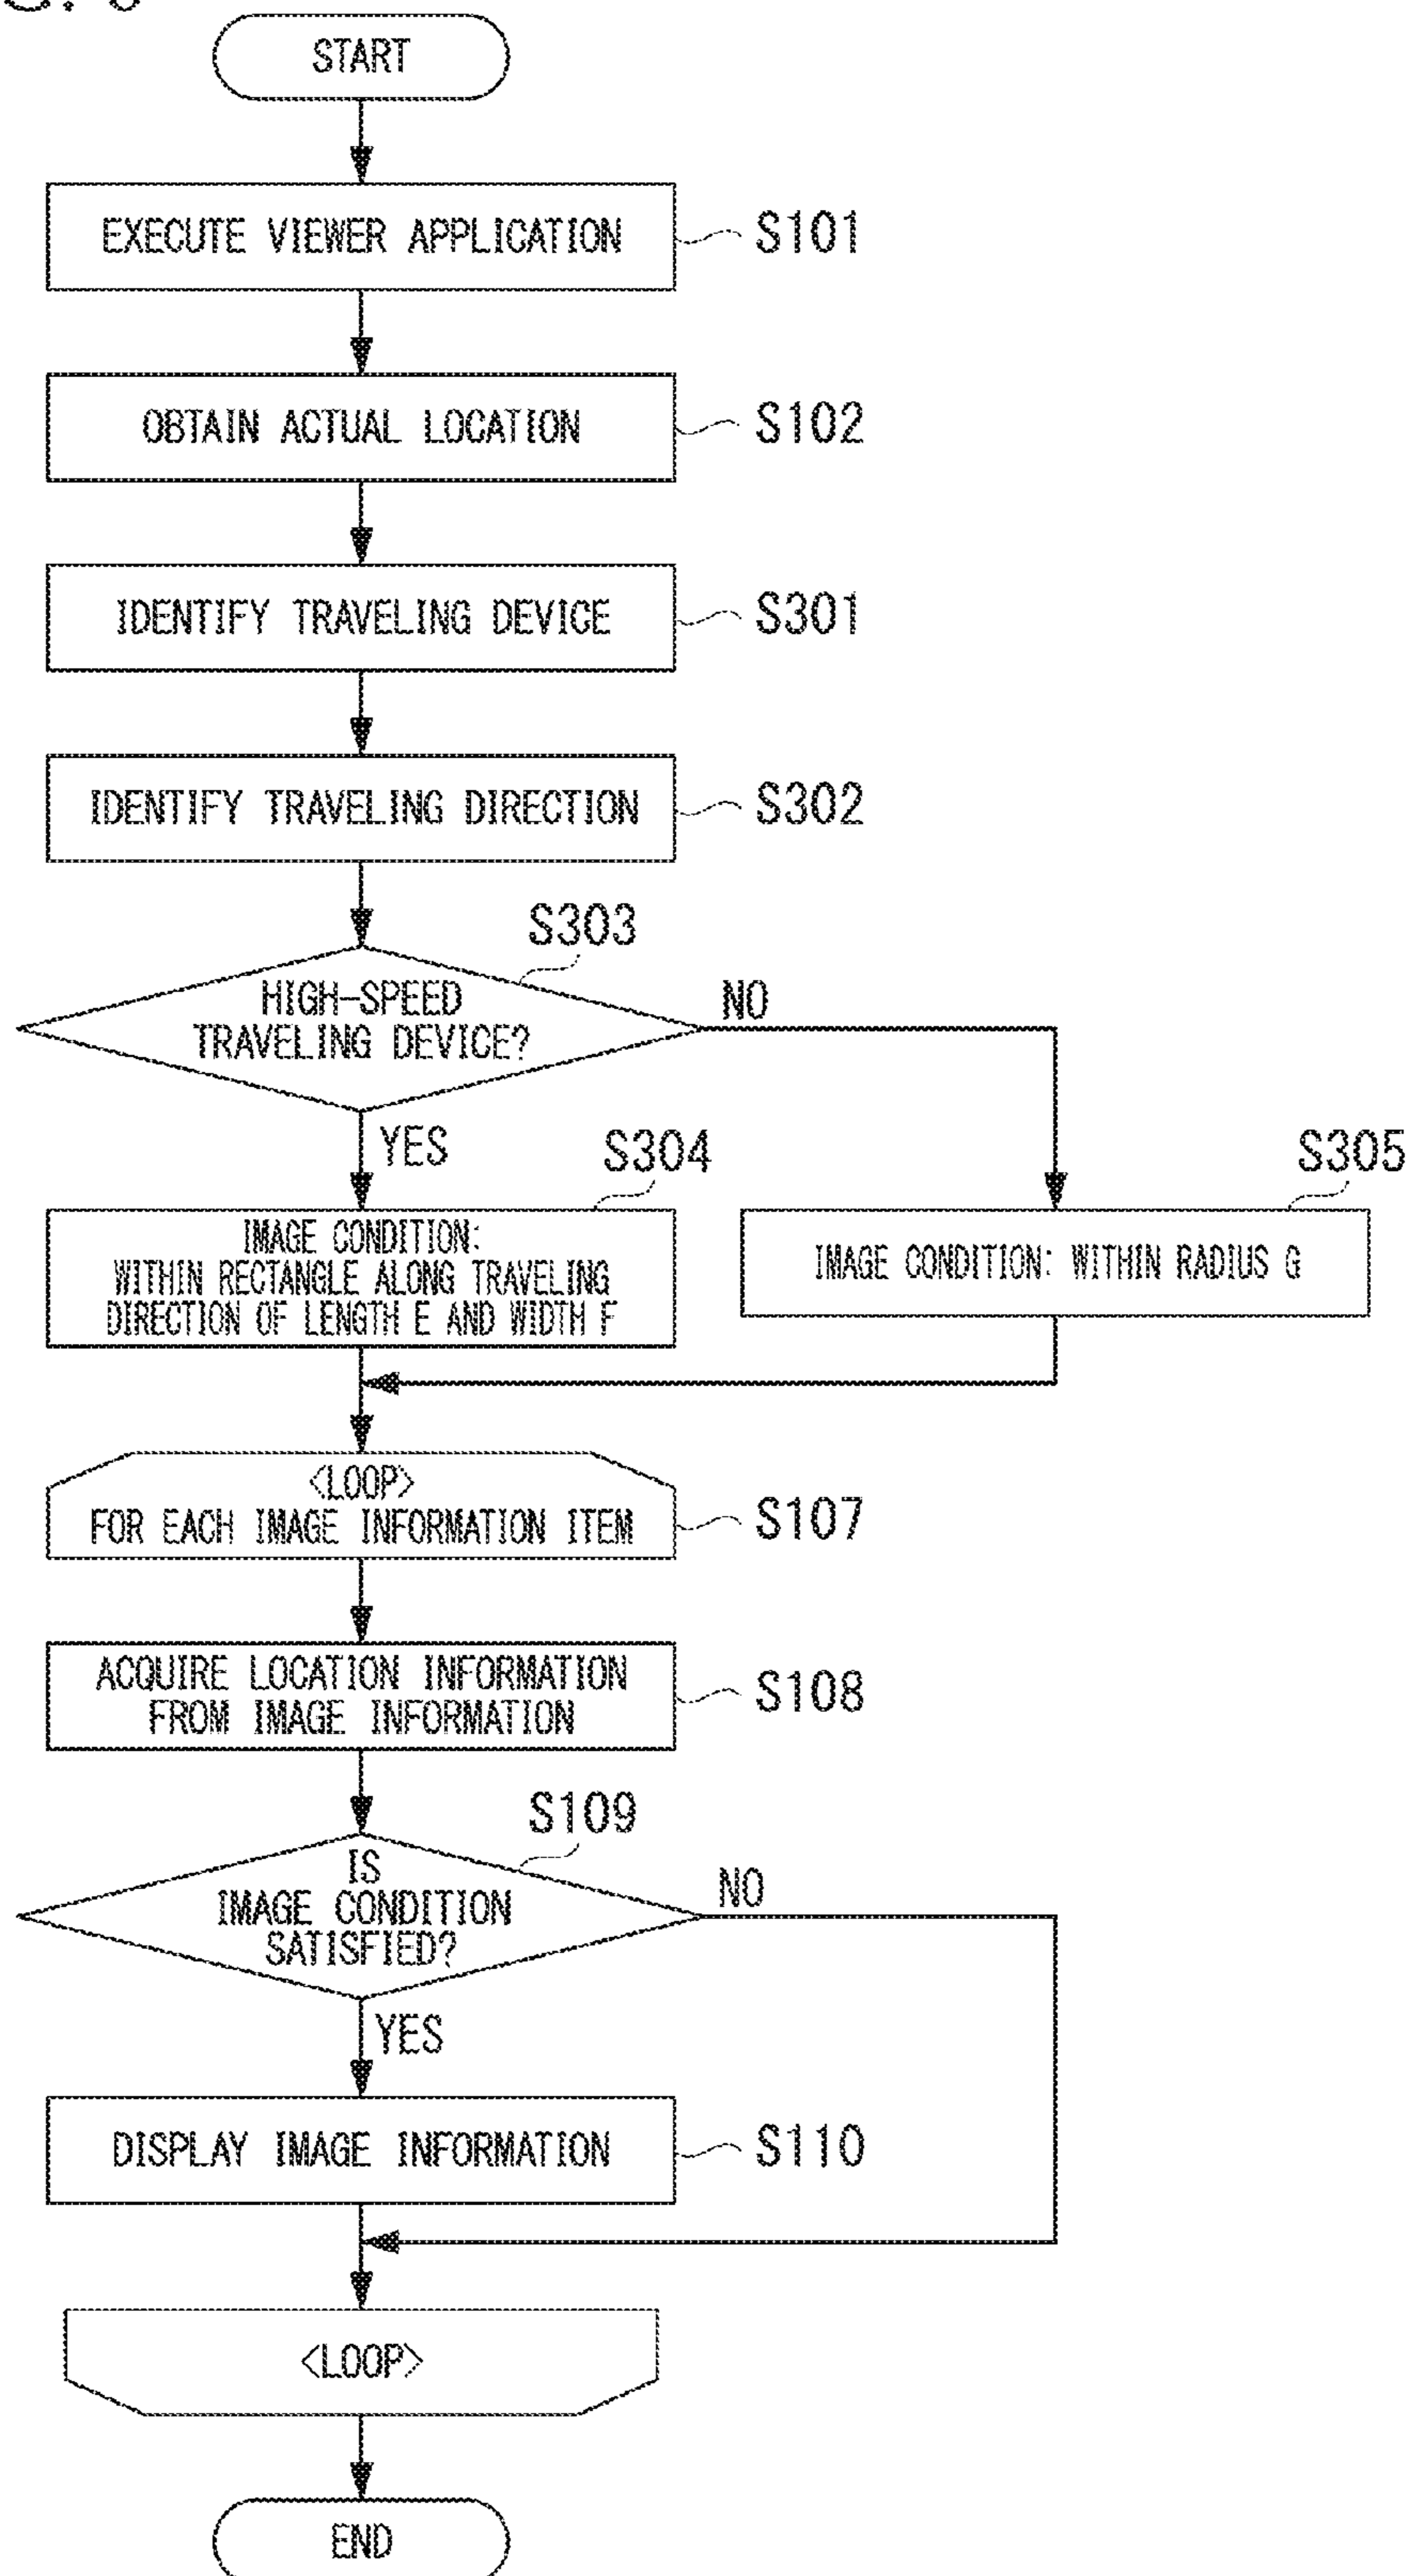 START
EXECUTE VIEWER APPLICATION
S101
OBTAIN ACTUAL LOCATION
S102
IDENTIFY TRAVELING DEVICE
S301
IDENTIFY TRAVELING DIRECTION
S302
S303
HIGH-SPEED
TRAVELING DEVICE?
NO
YES
S304
IMAGE CONDITION:
WITHIN RECTANGLE ALONG TRAVELING
DIRECTION OF LENGTH E AND WIDTH F
S305
IMAGE CONDITION: WITHIN RADIUS G
<LOOP>
FOR EACH IMAGE INFORMATION ITEM
S107
ACQUIRE LOCATION INFORMATION
FROM IMAGE INFORMATION
S108
S109
IS
IMAGE CONDITION
SATISFIED?
NO
YES
DISPLAY IMAGE INFORMATION
S110
<LOOP>
END